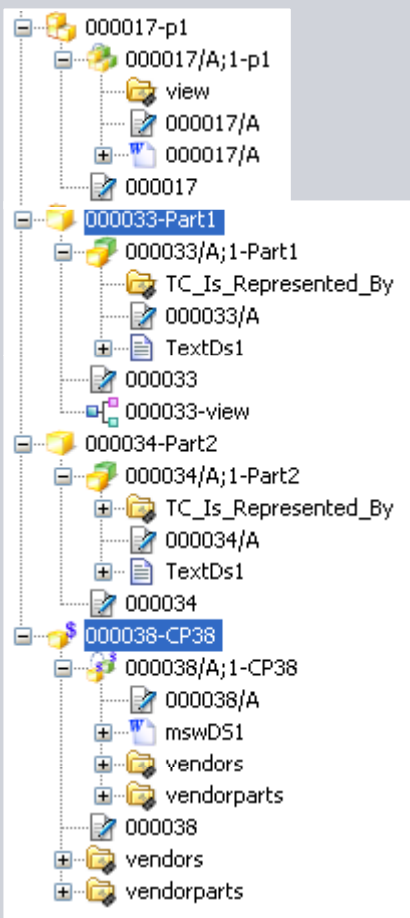 000017-p1
000017/A;1-p1
view
000017/A
000017/A
000017
000033-Part1
000033/A;1-Part1
TC_Is_Represented_By
000033/A
TextDs1
000033
000033-view
000034-Part2
000034/A;1-Part2
TC_Is_Represented_By
000034/A
TextDs1
000034
000038-CP38
000038/A;1-CP38
000038/A
mswDS1
vendors
vendorparts
000038
vendors
vendorparts